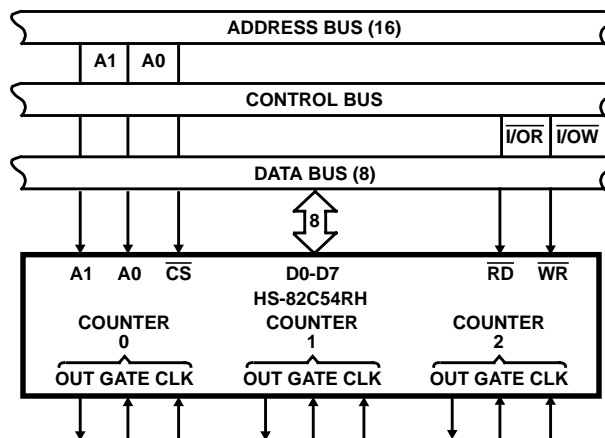 ADDRESS BUS (16)
A1 A0
CONTROL BUS
I/OR I/OW
DATA BUS (8)
8
A1 A0 CS D0-D7 RD WR
HS-82C54RH
COUNTER COUNTER COUNTER
0 1 2
OUT GATE CLK OUT GATE CLK OUT GATE CLK